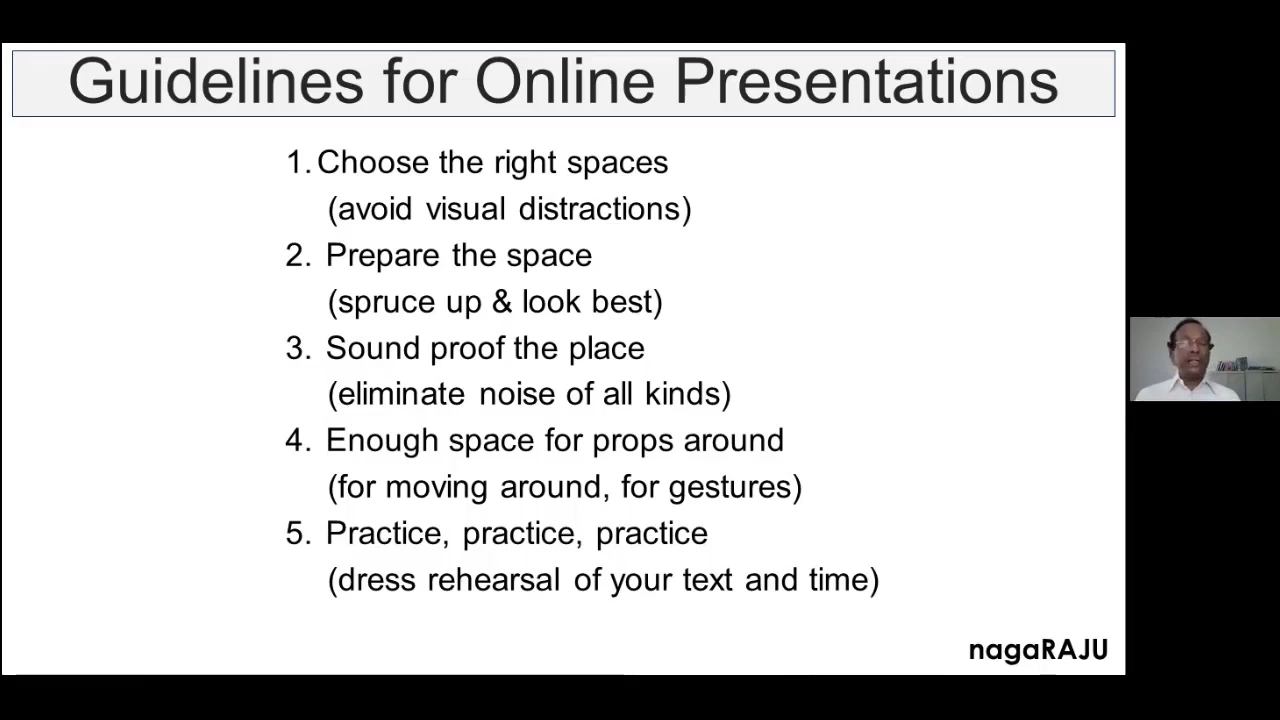 Guidelines for Online Presentations
1. Choose the right spaces
(avoid visual distractions)
2. Prepare the space
(spruce up & look best)
3. Sound proof the place
(eliminate noise of all kinds)
4. Enough space for props around
(for moving around, for gestures)
5. Practice, practice, practice
(dress rehearsal of your text and time)
nagaRAJU